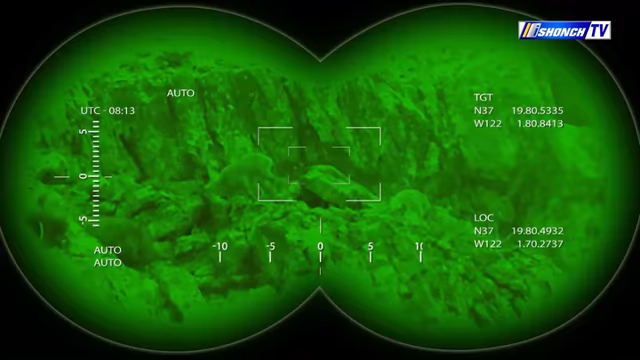 SHONCH TV
AUTO
UTC - 08:13
TGT
N37 19.80.5335
W122 1.80.8413
5
0
-5
LOC
N37 19.80.4932
W122 1.70.2737
AUTO
AUTO
-10 -5 0 5 10